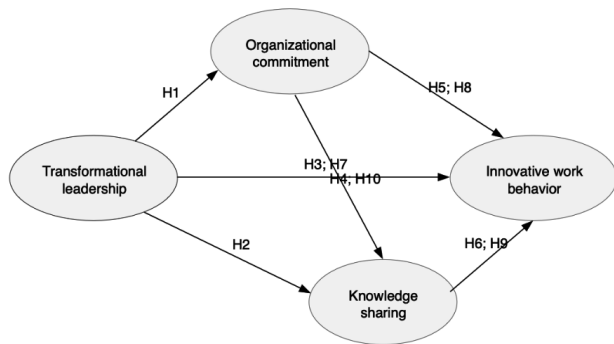 Organizational
commitment
H1
H5; H8
Transformational
leadership
H3; H7
H4; H10
Innovative work
behavior
H2
H6; H9
Knowledge
sharing